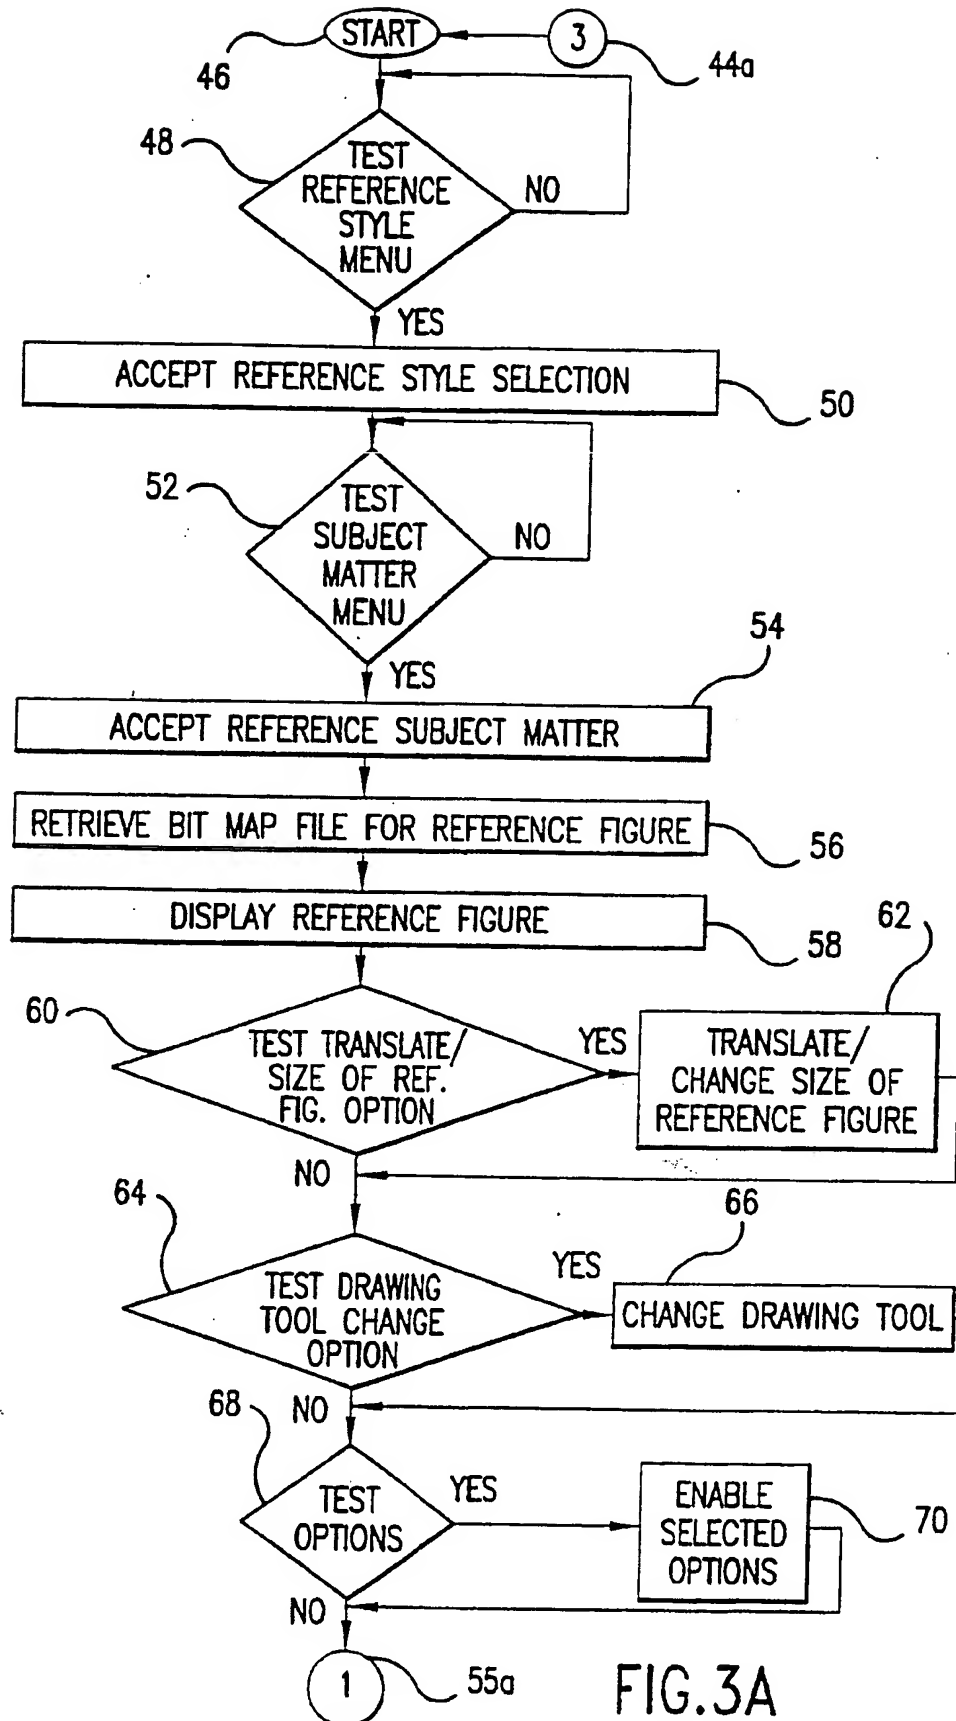 START
3
46
44a
48
TEST
REFERENCE
STYLE
MENU
NO
YES
ACCEPT REFERENCE STYLE SELECTION
50
52
TEST
SUBJECT
MATTER
MENU
NO
54
YES
ACCEPT REFERENCE SUBJECT MATTER
RETRIEVE BIT MAP FILE FOR REFERENCE FIGURE
56
DISPLAY REFERENCE FIGURE
58
62
60
TEST TRANSLATE/
SIZE OF REF.
FIG. OPTION
YES
TRANSLATE/
CHANGE SIZE OF
REFERENCE FIGURE
NO
64
66
TEST DRAWING
TOOL CHANGE
OPTION
YES
CHANGE DRAWING TOOL
NO
68
TEST
OPTIONS
YES
ENABLE
SELECTED
OPTIONS
70
NO
1
55a
FIG.3A